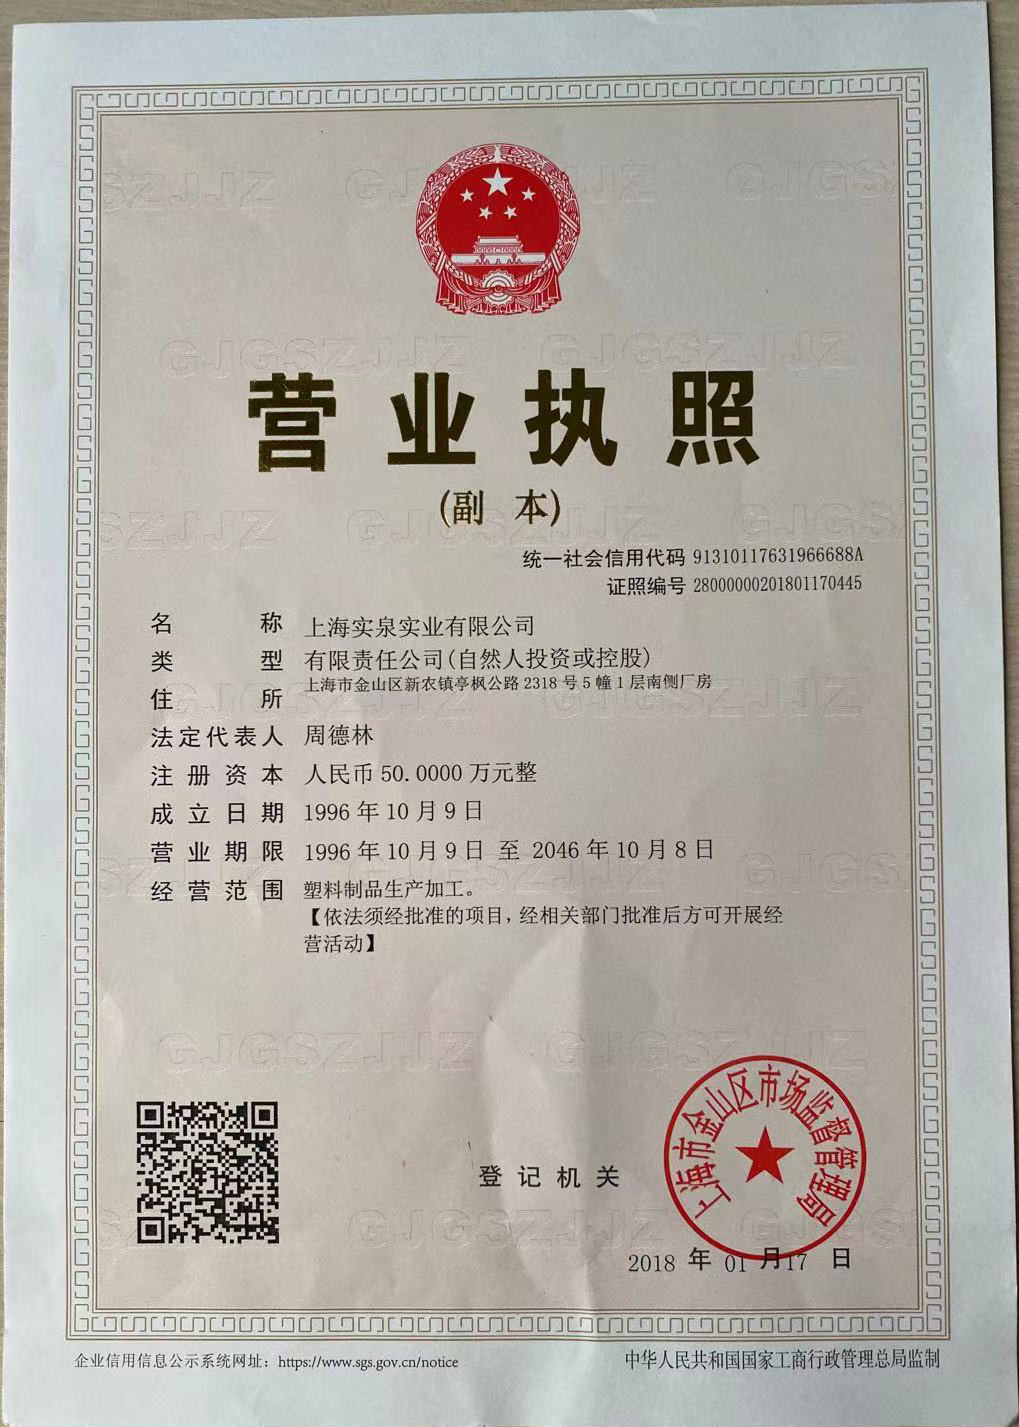 营业执照
(副 本)
统一社会信用代码 91310117631966688A
证照编号 28000000201801170445
名 称 上海实泉实业有限公司
类 型 有限责任公司(自然人投资或控股)
住 所 上海市金山区新农镇亭枫公路2318号5幢1层南侧厂房
法定代表人 周德林
注册资本 人民币50.0000万元整
成立日期 1996年10月9日
营业期限 1996年10月9日 至 2046年10月8日
经营范围 塑料制品生产加工。
【依法须经批准的项目,经相关部门批准后方可开展经
营活动】
登记机关
上海市金山区市场监督管理局
2018 年 01 月17 日
企业信用信息公示系统网址：https://www.sgs.gov.cn/notice
中华人民共和国国家工商行政管理总局监制